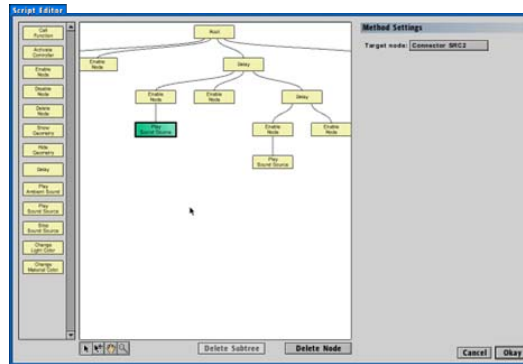 Script Editor
Call
Function
Activate
Controller
Enable
Node
Disable
Node
Delete
Node
Show
Geometry
Hide
Geometry
Delay
Play
Ambient Sound
Play
Sound Source
Stop
Sound Source
Change
Light Color
Change
Material Color
Root
Enable
Node
Delay
Enable
Node
Enable
Node
Delay
Play
Sound Source
Enable
Node
Enable
Node
Play
Sound Source
Delete Subtree
Delete Node
Method Settings
Target node: Connector SRC2
Cancel
Okay